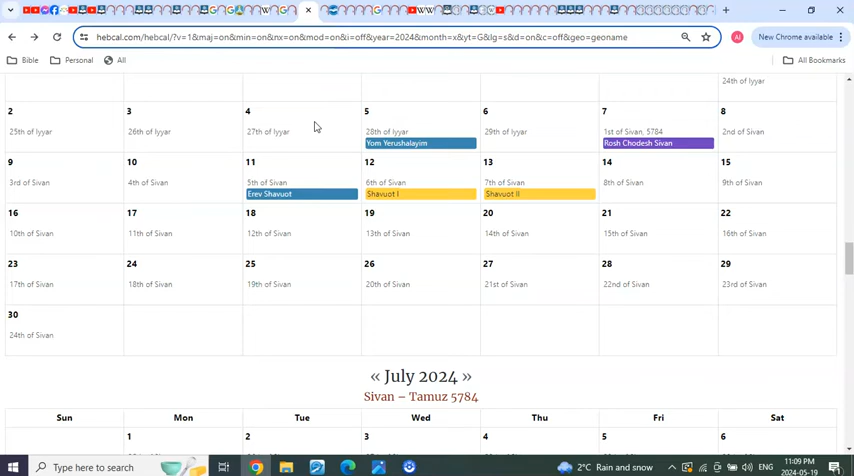 hebcal.com/hebcal/?v=1&maj=on&min=on&nx=on&mod=on&i=off&year=2024&month=x&yt=G&lg=s&d=on&c=off&geo=geoname
New Chrome available
Bible
Personal
All
All Bookmarks
24th of Iyyar
2 3 4 5 6 7 8
25th of Iyyar 26th of Iyyar 27th of Iyyar 28th of Iyyar 29th of Iyyar 1st of Sivan, 5784 2nd of Sivan
Yom Yerushalayim Rosh Chodesh Sivan
9 10 11 12 13 14 15
3rd of Sivan 4th of Sivan 5th of Sivan 6th of Sivan 7th of Sivan 8th of Sivan 9th of Sivan
Erev Shavuot Shavuot I Shavuot II
16 17 18 19 20 21 22
10th of Sivan 11th of Sivan 12th of Sivan 13th of Sivan 14th of Sivan 15th of Sivan 16th of Sivan
23 24 25 26 27 28 29
17th of Sivan 18th of Sivan 19th of Sivan 20th of Sivan 21st of Sivan 22nd of Sivan 23rd of Sivan
30
24th of Sivan
« July 2024 »
Sivan – Tamuz 5784
Sun Mon Tue Wed Thu Fri Sat
1 2 3 4 5 6
Type here to search
2°C Rain and snow
ENG
11:09 PM
2024-05-19